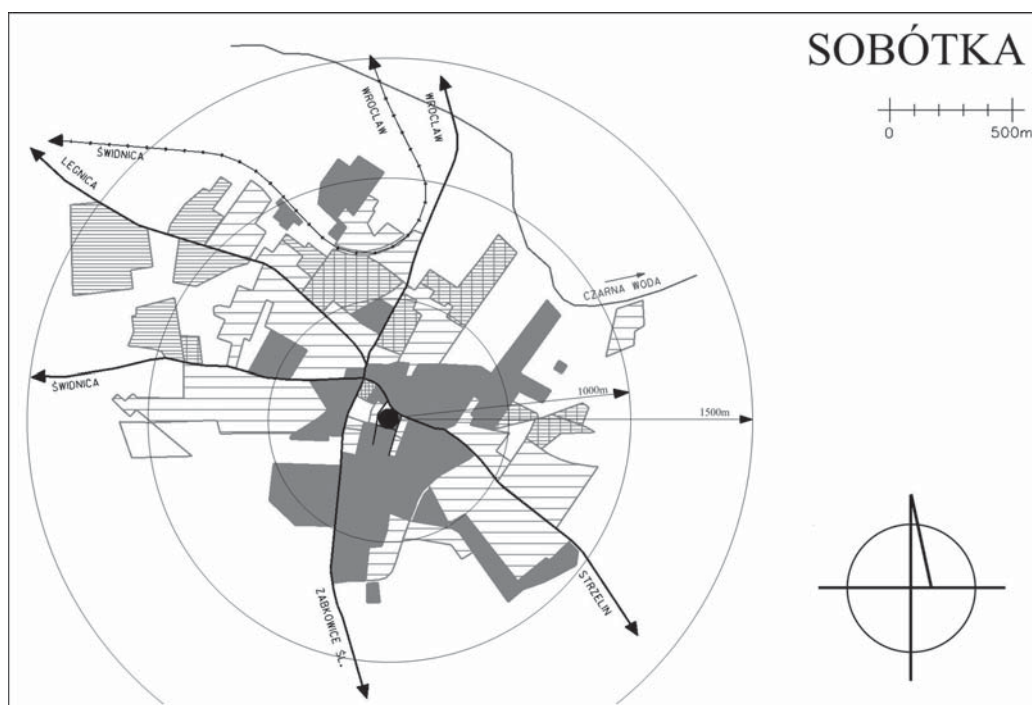 SOBÓTKA
0 500m
WROCŁAW
WROCŁAW
ŚWIDNICA
LEGNICA
CZARNA WODA
ŚWIDNICA
1000m
1500m
STRZELIN
ZĄBKOWICE ŚL.